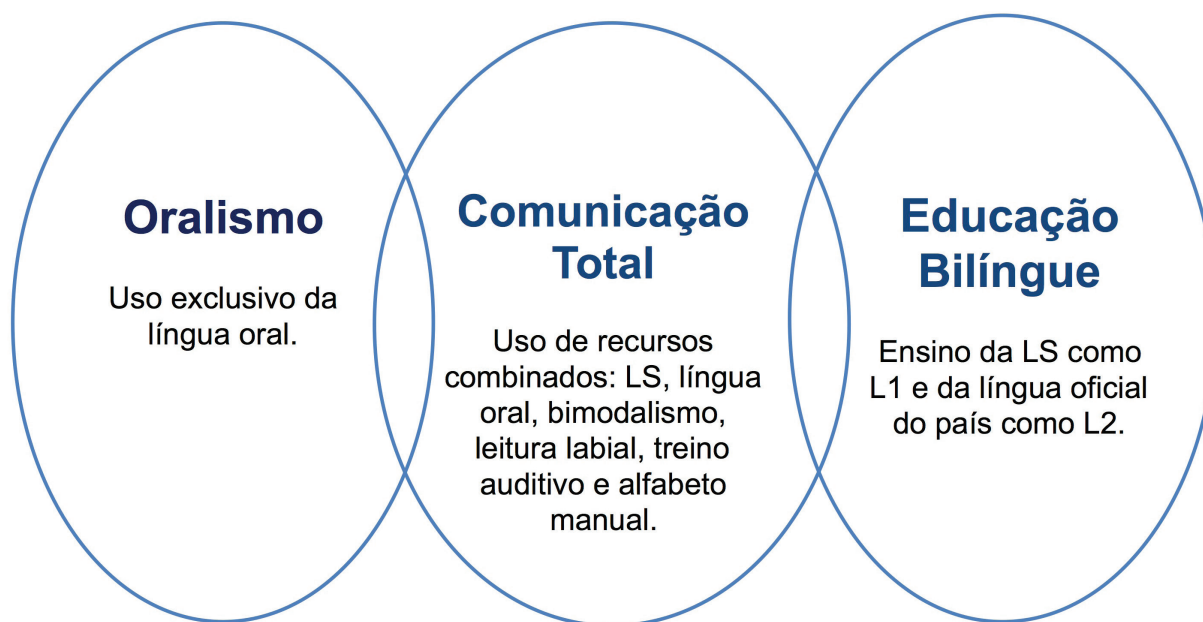 Oralismo
Uso exclusivo da
língua oral.
Comunicação
Total
Uso de recursos
combinados: LS, língua
oral, bimodalismo,
leitura labial, treino
auditivo e alfabeto
manual.
Educação
Bilíngue
Ensino da LS como
L1 e da língua oficial
do país como L2.